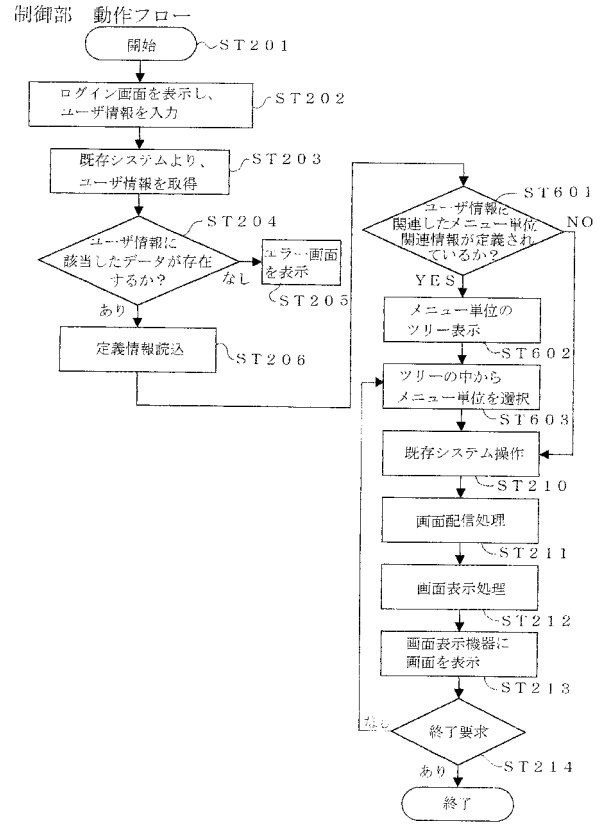 制御部　動作フロー
開始
ST201
ログイン画面を表示し、
ユーザ情報を入力
ST202
既存システムより、
ユーザ情報を取得
ST203
ST204
ユーザ情報に
該当したデータが存在
するか？
なし
エラー画面
を表示
ST205
あり
定義情報読込
ST206
ST601
ユーザ情報に
関連したメニュー単位
関連情報が定義され
ているか？
NO
YES
メニュー単位の
ツリー表示
ST602
ツリーの中から
メニュー単位を選択
ST603
既存システム操作
ST210
画面配信処理
ST211
画面表示処理
ST212
画面表示機器に
画面を表示
ST213
なし
終了要求
ST214
あり
終了